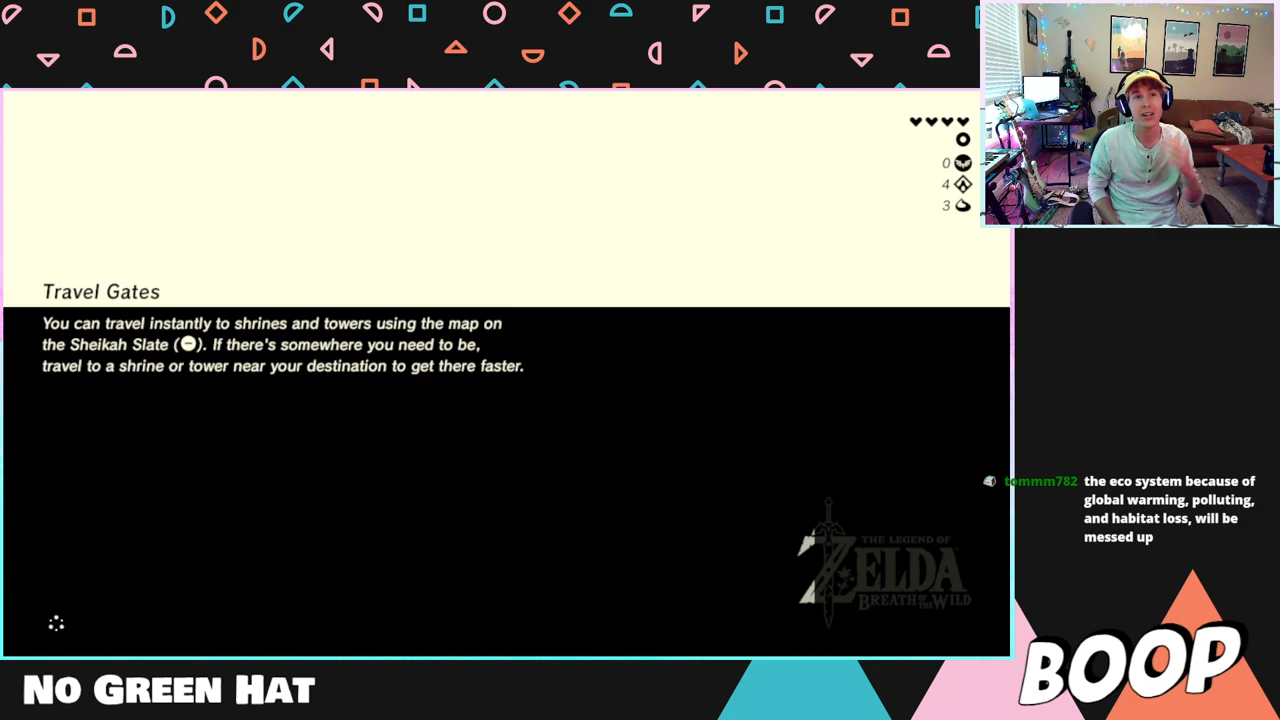 0
4
3
Travel Gates
You can travel instantly to shrines and towers using the map on
the Sheikah Slate (–). If there's somewhere you need to be,
travel to a shrine or tower near your destination to get there faster.
tommm782 the eco system because of
global warming, polluting,
and habitat loss, will be
messed up
THE LEGEND OF
ZELDA
BREATH OF THE WILD
No Green Hat
BOOP